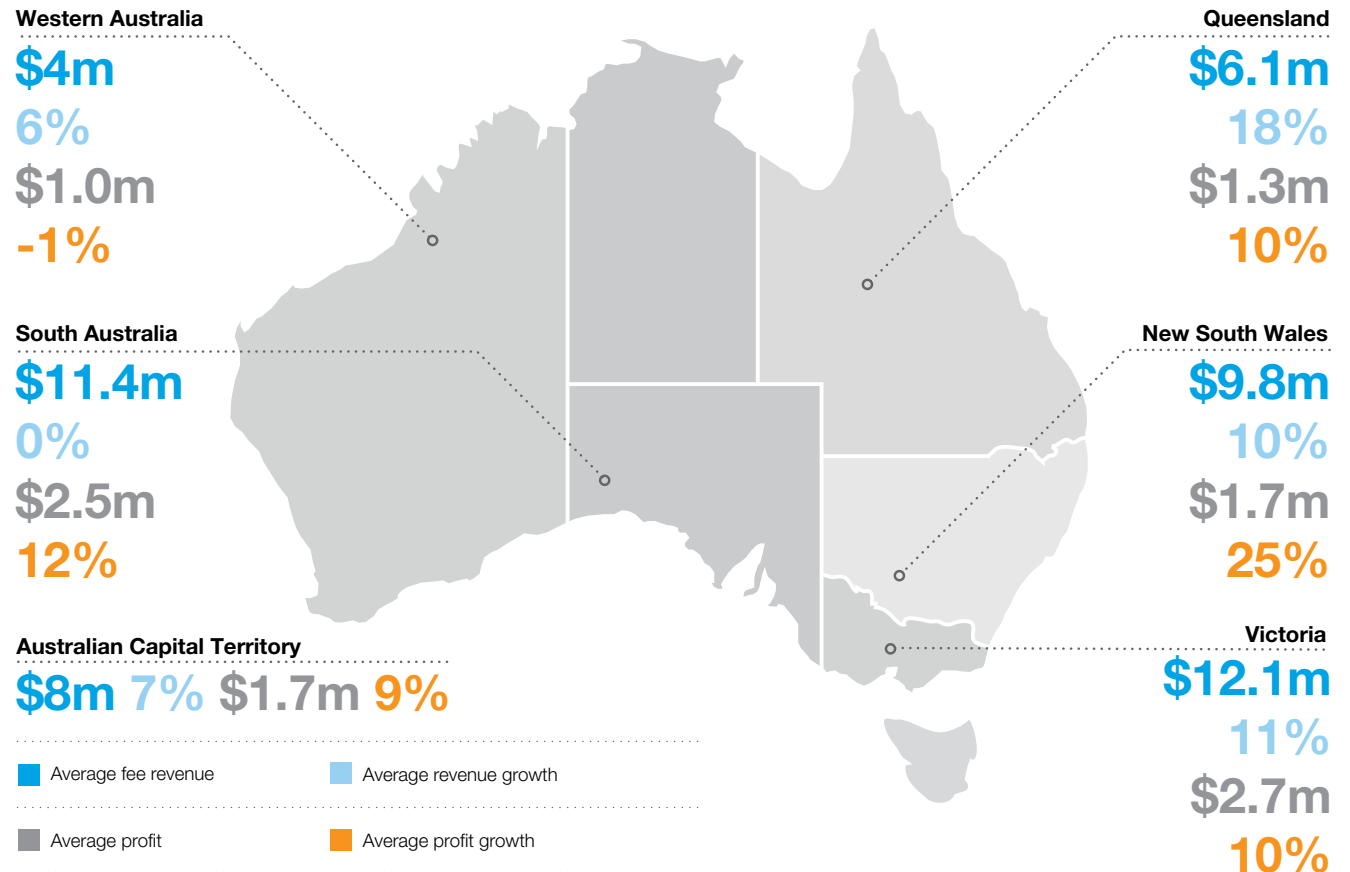 Western Australia
$4m
6%
$1.0m
-1%
South Australia
$11.4m
0%
$2.5m
12%
Australian Capital Territory
$8m 7% $1.7m 9%
Average fee revenue
Average revenue growth
Average profit
Average profit growth
Queensland
$6.1m
18%
$1.3m
10%
New South Wales
$9.8m
10%
$1.7m
25%
Victoria
$12.1m
11%
$2.7m
10%